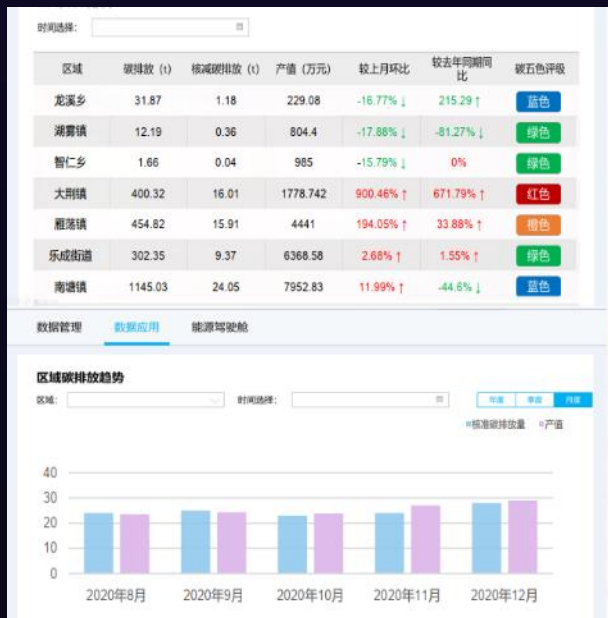 时间选择：
区域 碳排放 (t) 核减碳排放 (t) 产值 (万元) 较上月环比 较去年同期同比 碳五色评级
龙溪乡 31.87 1.18 229.08 -16.77% ↓ 215.29 ↑ 蓝色
湖雾镇 12.19 0.36 804.4 -17.88% ↓ -81.27% ↓ 绿色
智仁乡 1.66 0.04 985 -15.79% ↓ 0% 绿色
大荆镇 400.32 16.01 1778.742 900.46% ↑ 671.79% ↑ 红色
雁荡镇 454.82 15.91 4441 194.05% ↑ 33.88% ↑ 橙色
乐成街道 302.35 9.37 6368.58 2.68% ↑ 1.55% ↑ 绿色
南塘镇 1145.03 24.05 7952.83 11.99% ↑ -44.6% ↓ 蓝色
数据管理 数据应用 能源驾驶舱
区域碳排放趋势
区域： 时间选择： 年度 季度 月度
核准碳排放量 产值
40
30
20
10
0
2020年8月 2020年9月 2020年10月 2020年11月 2020年12月